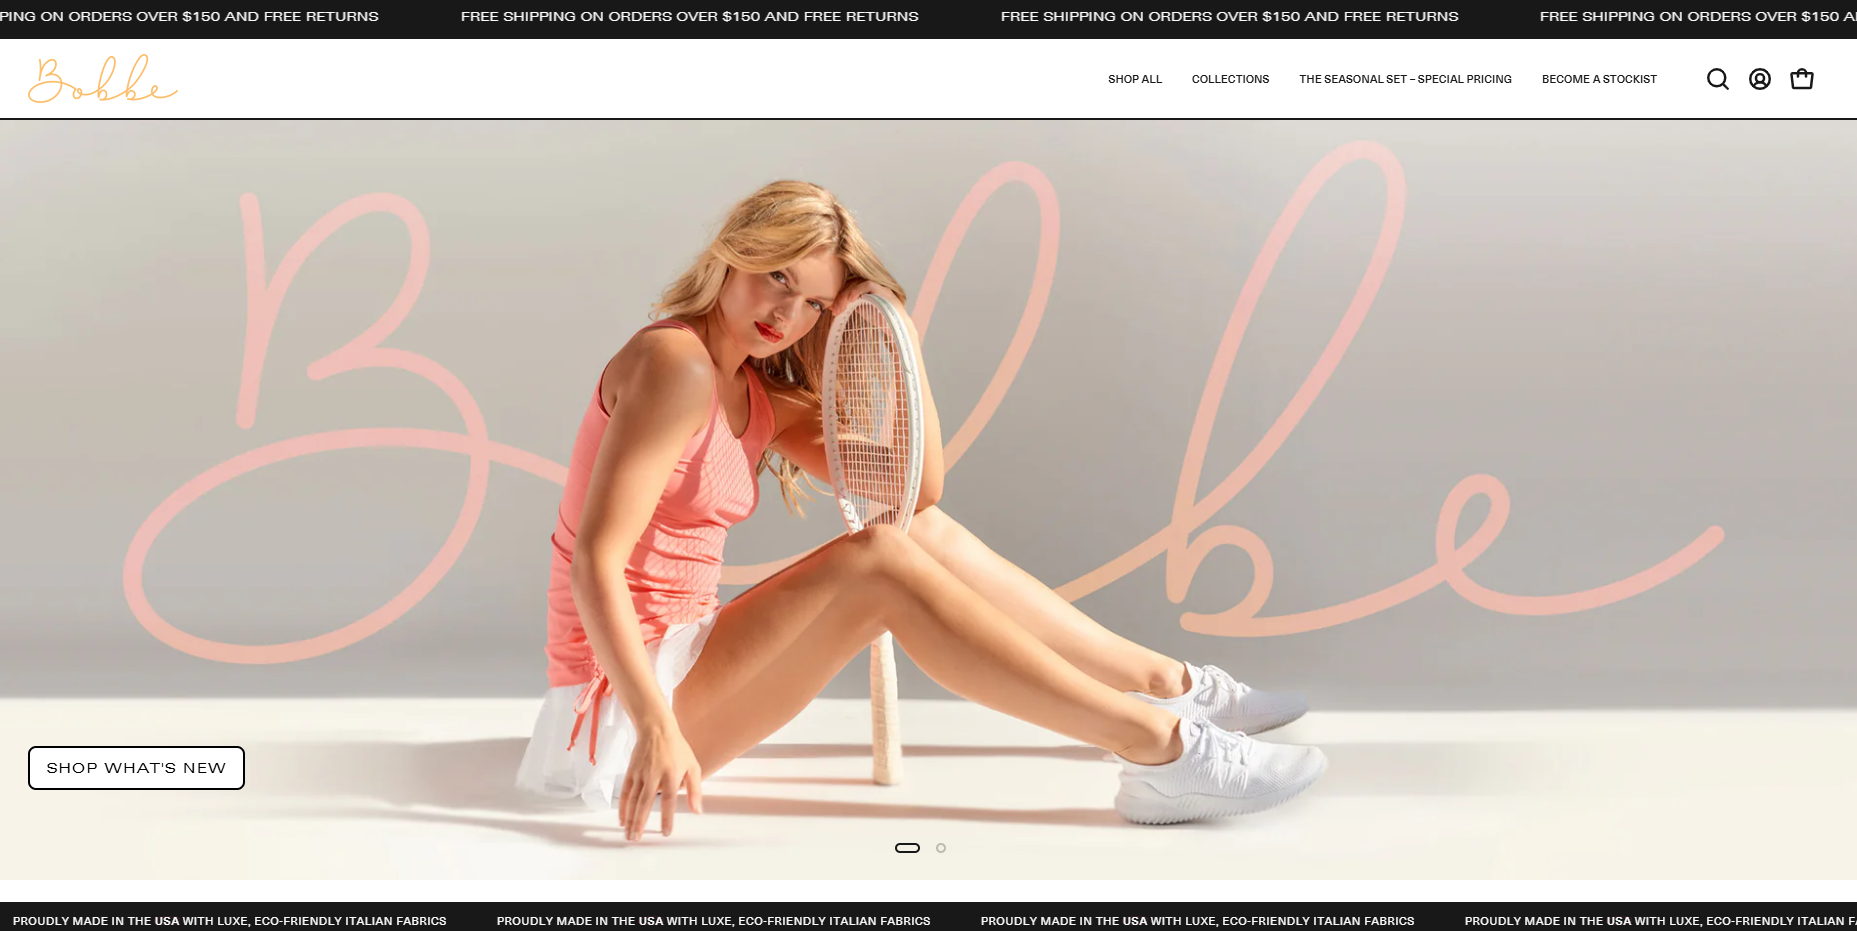 PING ON ORDERS OVER $150 AND FREE RETURNS FREE SHIPPING ON ORDERS OVER $150 AND FREE RETURNS FREE SHIPPING ON ORDERS OVER $150 AND FREE RETURNS FREE SHIPPING ON ORDERS OVER $150 A
Bobbe
SHOP ALL COLLECTIONS THE SEASONAL SET – SPECIAL PRICING BECOME A STOCKIST
Bobbe
SHOP WHAT'S NEW
PROUDLY MADE IN THE USA WITH LUXE, ECO-FRIENDLY ITALIAN FABRICS PROUDLY MADE IN THE USA WITH LUXE, ECO-FRIENDLY ITALIAN FABRICS PROUDLY MADE IN THE USA WITH LUXE, ECO-FRIENDLY ITALIAN FABRICS PROUDLY MADE IN THE USA WITH LUXE, ECO-FRIENDLY ITALIAN F